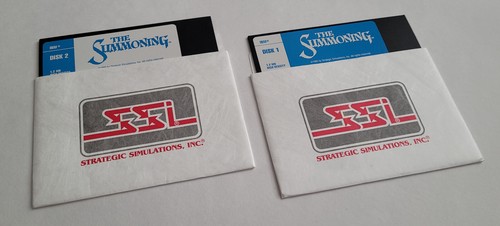 DISK 2
THE
SUMMONING
SSI
STRATEGIC SIMULATIONS, INC.®
DISK 1
THE
SUMMONING
SSI
STRATEGIC SIMULATIONS, INC.®